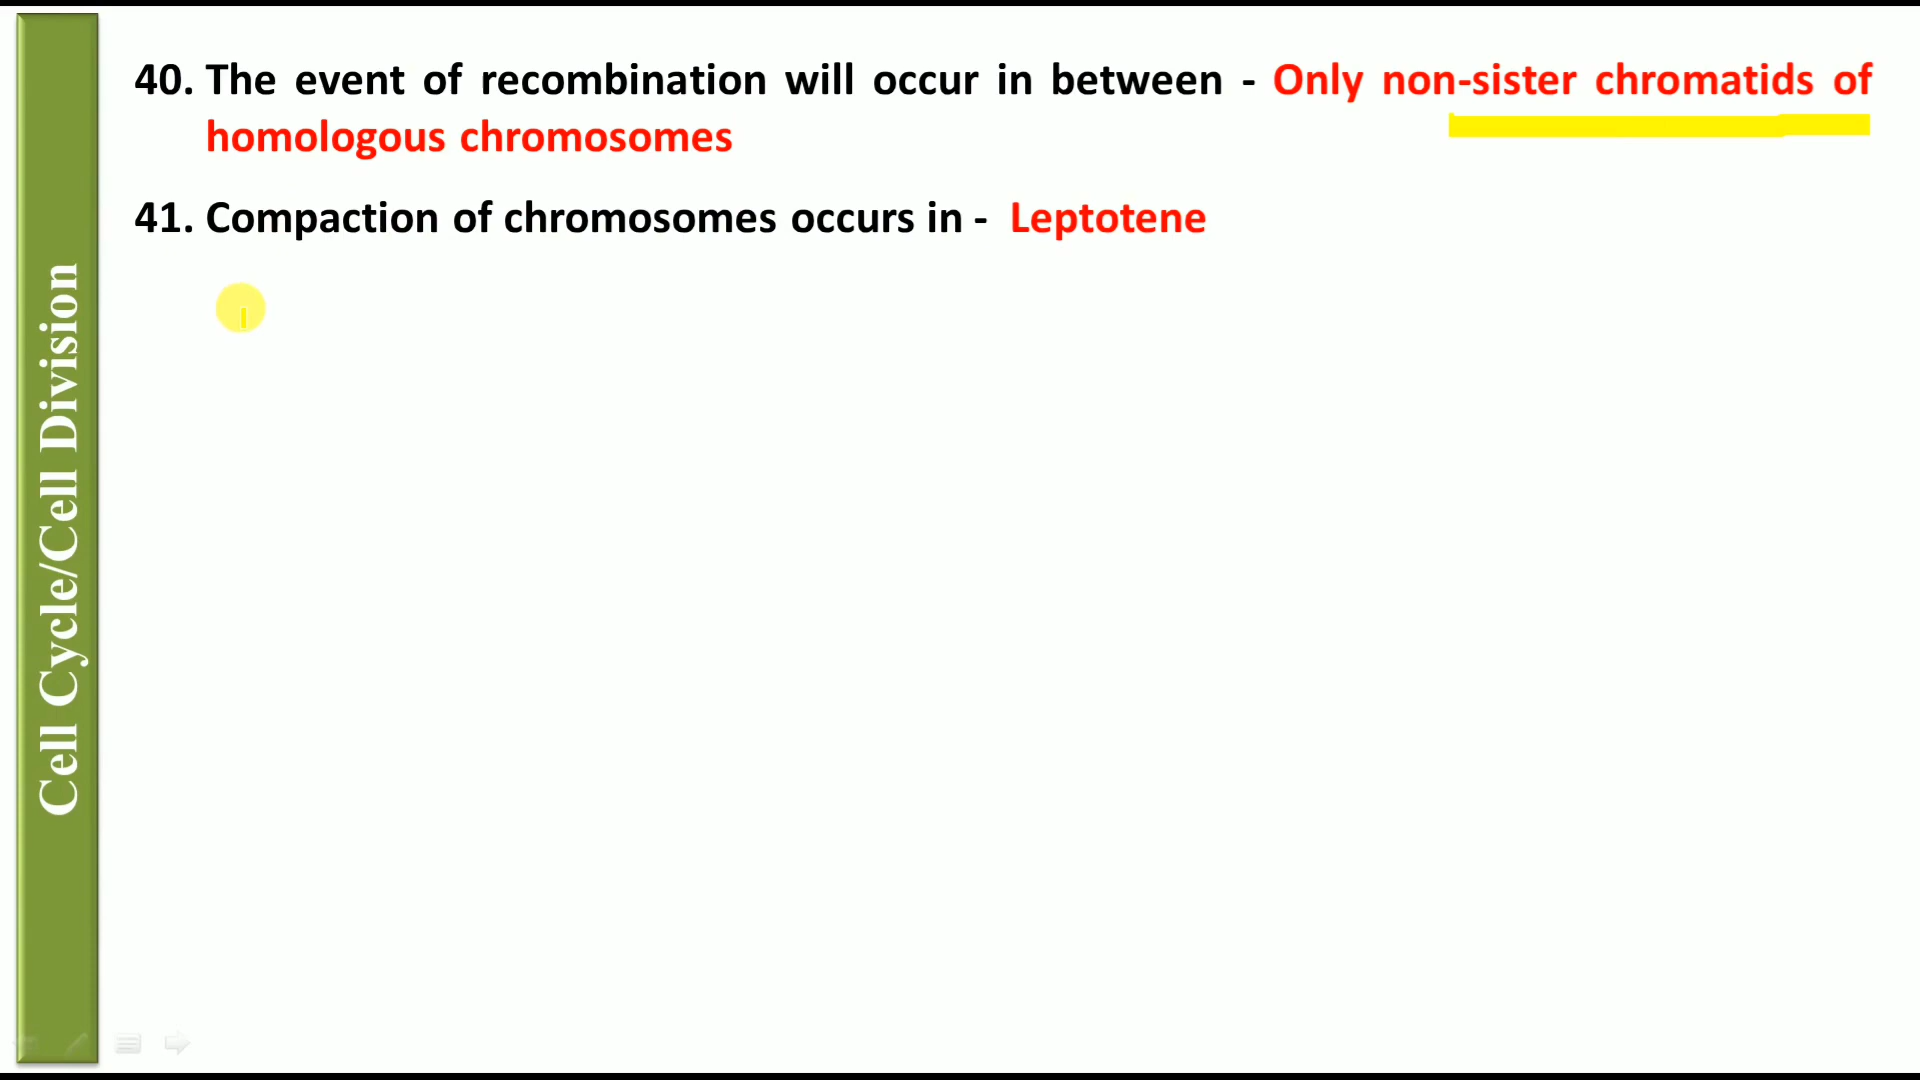 Cell Cycle/Cell Division
40. The event of recombination will occur in between - Only non-sister chromatids of
homologous chromosomes
41. Compaction of chromosomes occurs in - Leptotene